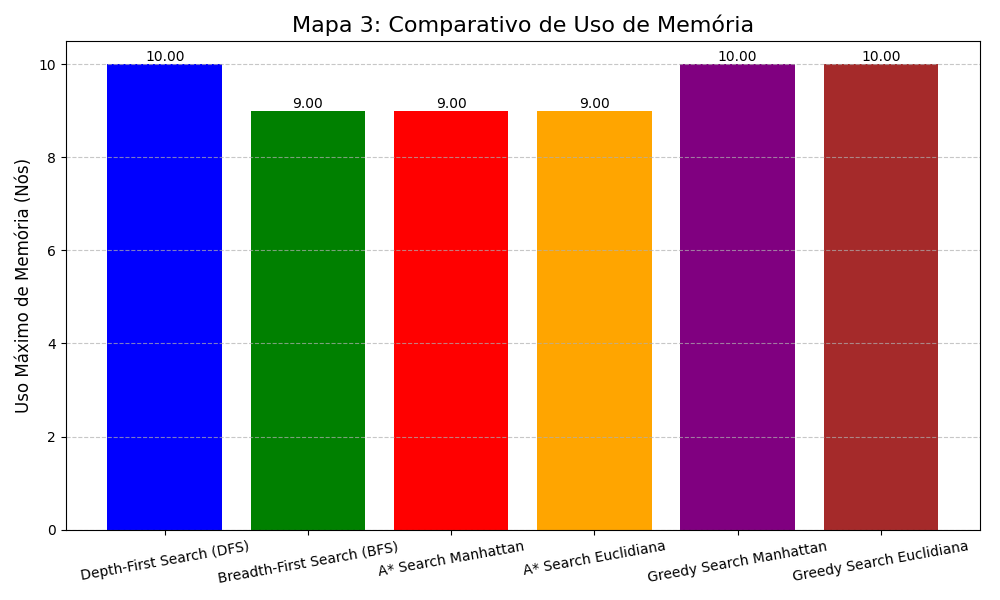 Mapa 3: Comparativo de Uso de Memória
Uso Máximo de Memória (Nós)
10
8
6
4
2
0
10.00
9.00
9.00
9.00
10.00
10.00
Depth-First Search (DFS)
Breadth-First Search (BFS)
A* Search Manhattan
A* Search Euclidiana
Greedy Search Manhattan
Greedy Search Euclidiana